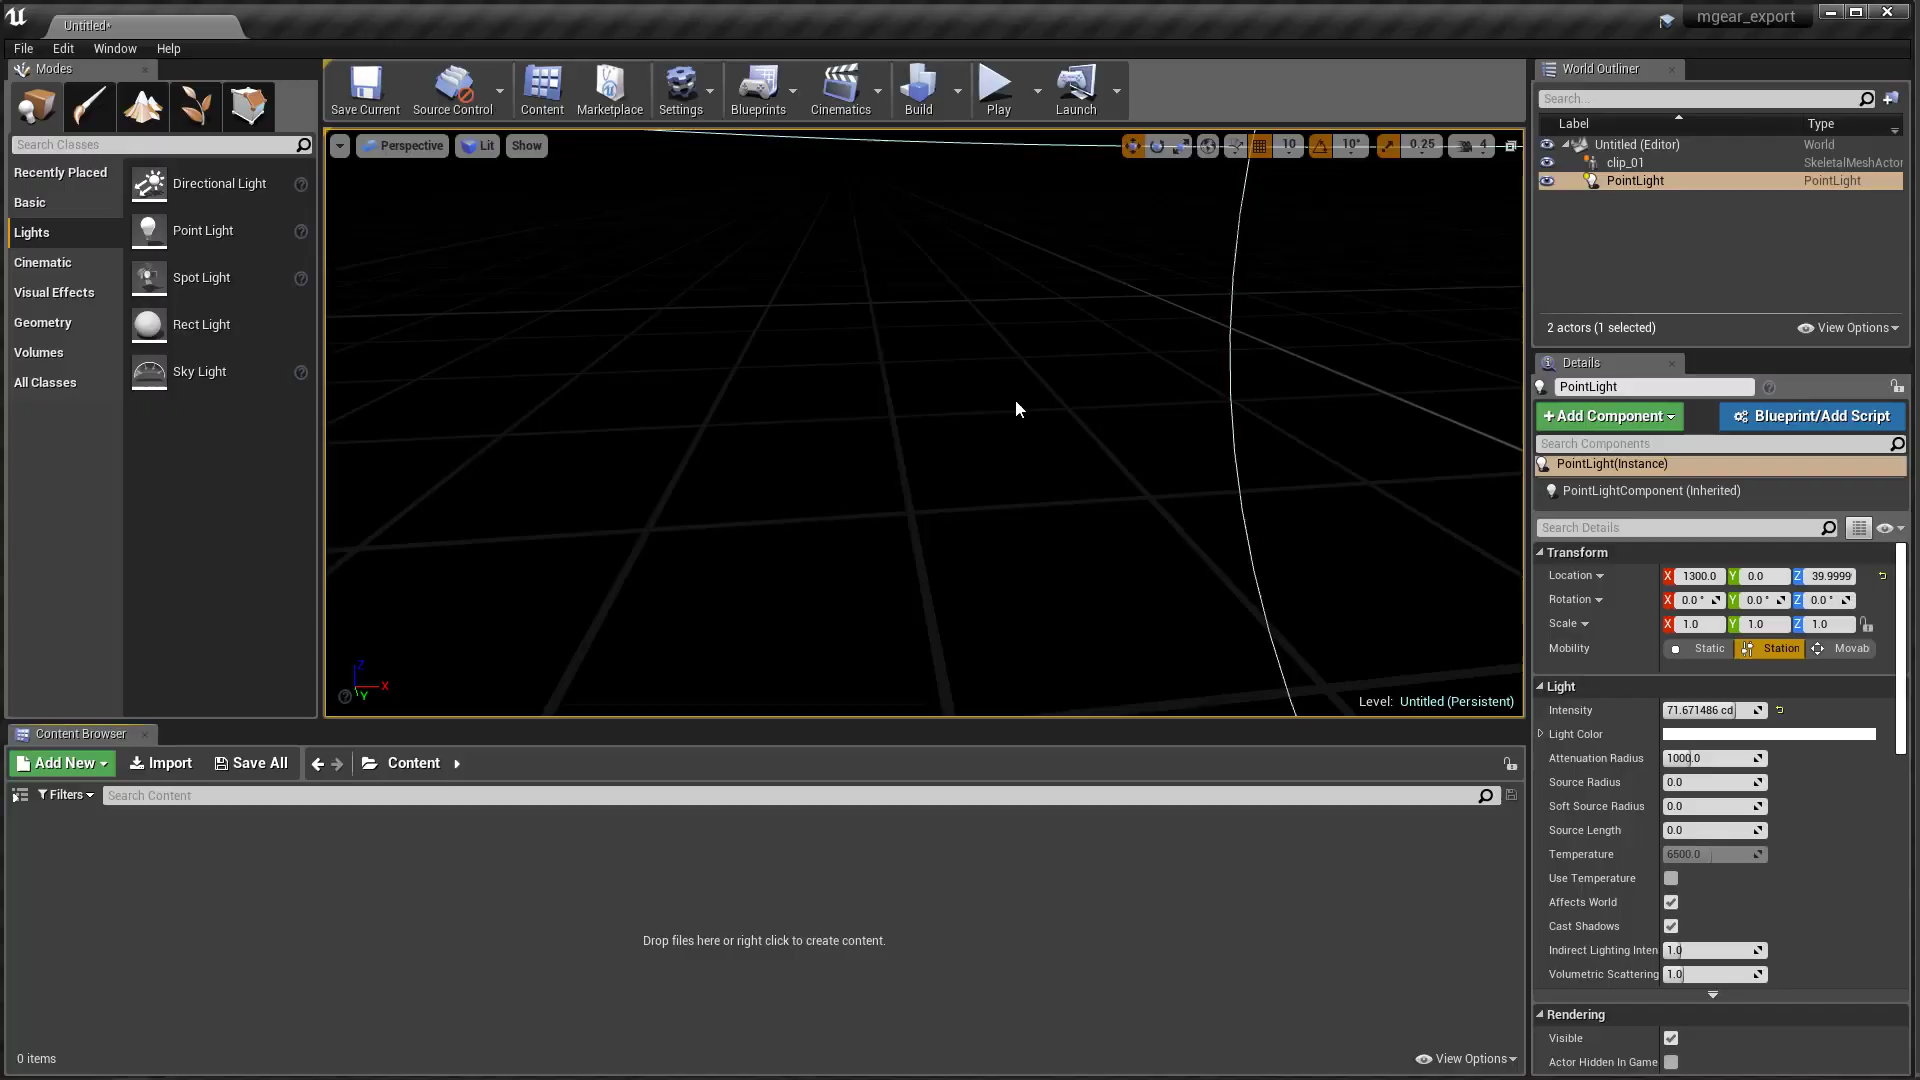 Untitled*
mgear_export
File Edit Window Help
Modes
Search Classes
Recently Placed
Basic
Lights
Cinematic
Visual Effects
Geometry
Volumes
All Classes
Directional Light
Point Light
Spot Light
Rect Light
Sky Light
Save Current Source Control Content Marketplace Settings Blueprints Cinematics Build Play Launch
Perspective Lit Show 10 10° 0.25 4
Z
X
Y
Level: Untitled (Persistent)
World Outliner
Search...
Label Type
Untitled (Editor) World
clip_01 SkeletalMeshActor
PointLight PointLight
2 actors (1 selected) View Options
Details
PointLight
+Add Component Blueprint/Add Script
Search Components
PointLight(Instance)
PointLightComponent (Inherited)
Search Details
Transform
Location X 1300.0 Y 0.0 Z 39.9999
Rotation X 0.0 ° Y 0.0 ° Z 0.0 °
Scale X 1.0 Y 1.0 Z 1.0
Mobility Static Station Movab
Light
Intensity 71.671486 cd
Light Color
Attenuation Radius 1000.0
Source Radius 0.0
Soft Source Radius 0.0
Source Length 0.0
Temperature 6500.0
Use Temperature
Affects World
Cast Shadows
Indirect Lighting Inten 1.0
Volumetric Scattering 1.0
Rendering
Visible
Actor Hidden In Game
Content Browser
Add New Import Save All Content
Filters Search Content
Drop files here or right click to create content.
0 items View Options